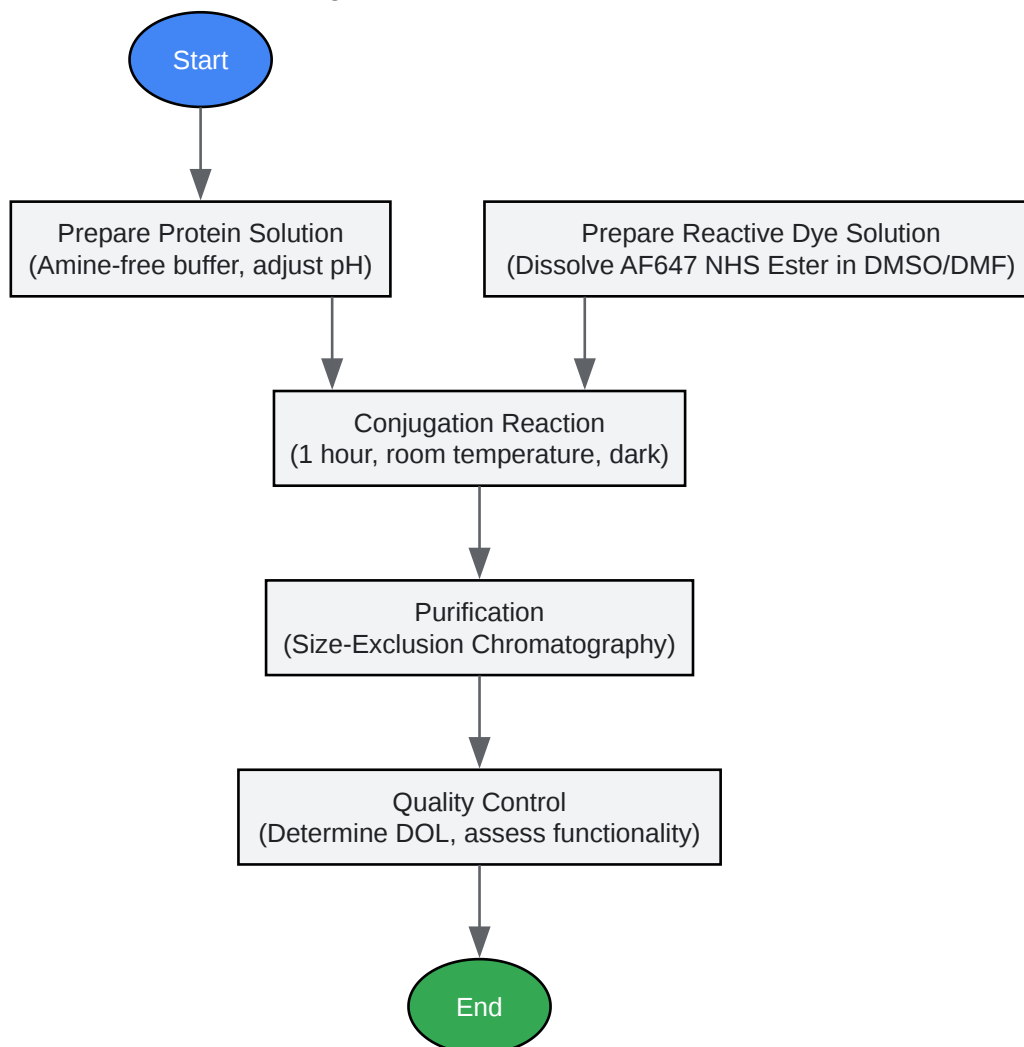 Start
Prepare Protein Solution
(Amine-free buffer, adjust pH)
Prepare Reactive Dye Solution
(Dissolve AF647 NHS Ester in DMSO/DMF)
Conjugation Reaction
(1 hour, room temperature, dark)
Purification
(Size-Exclusion Chromatography)
Quality Control
(Determine DOL, assess functionality)
End